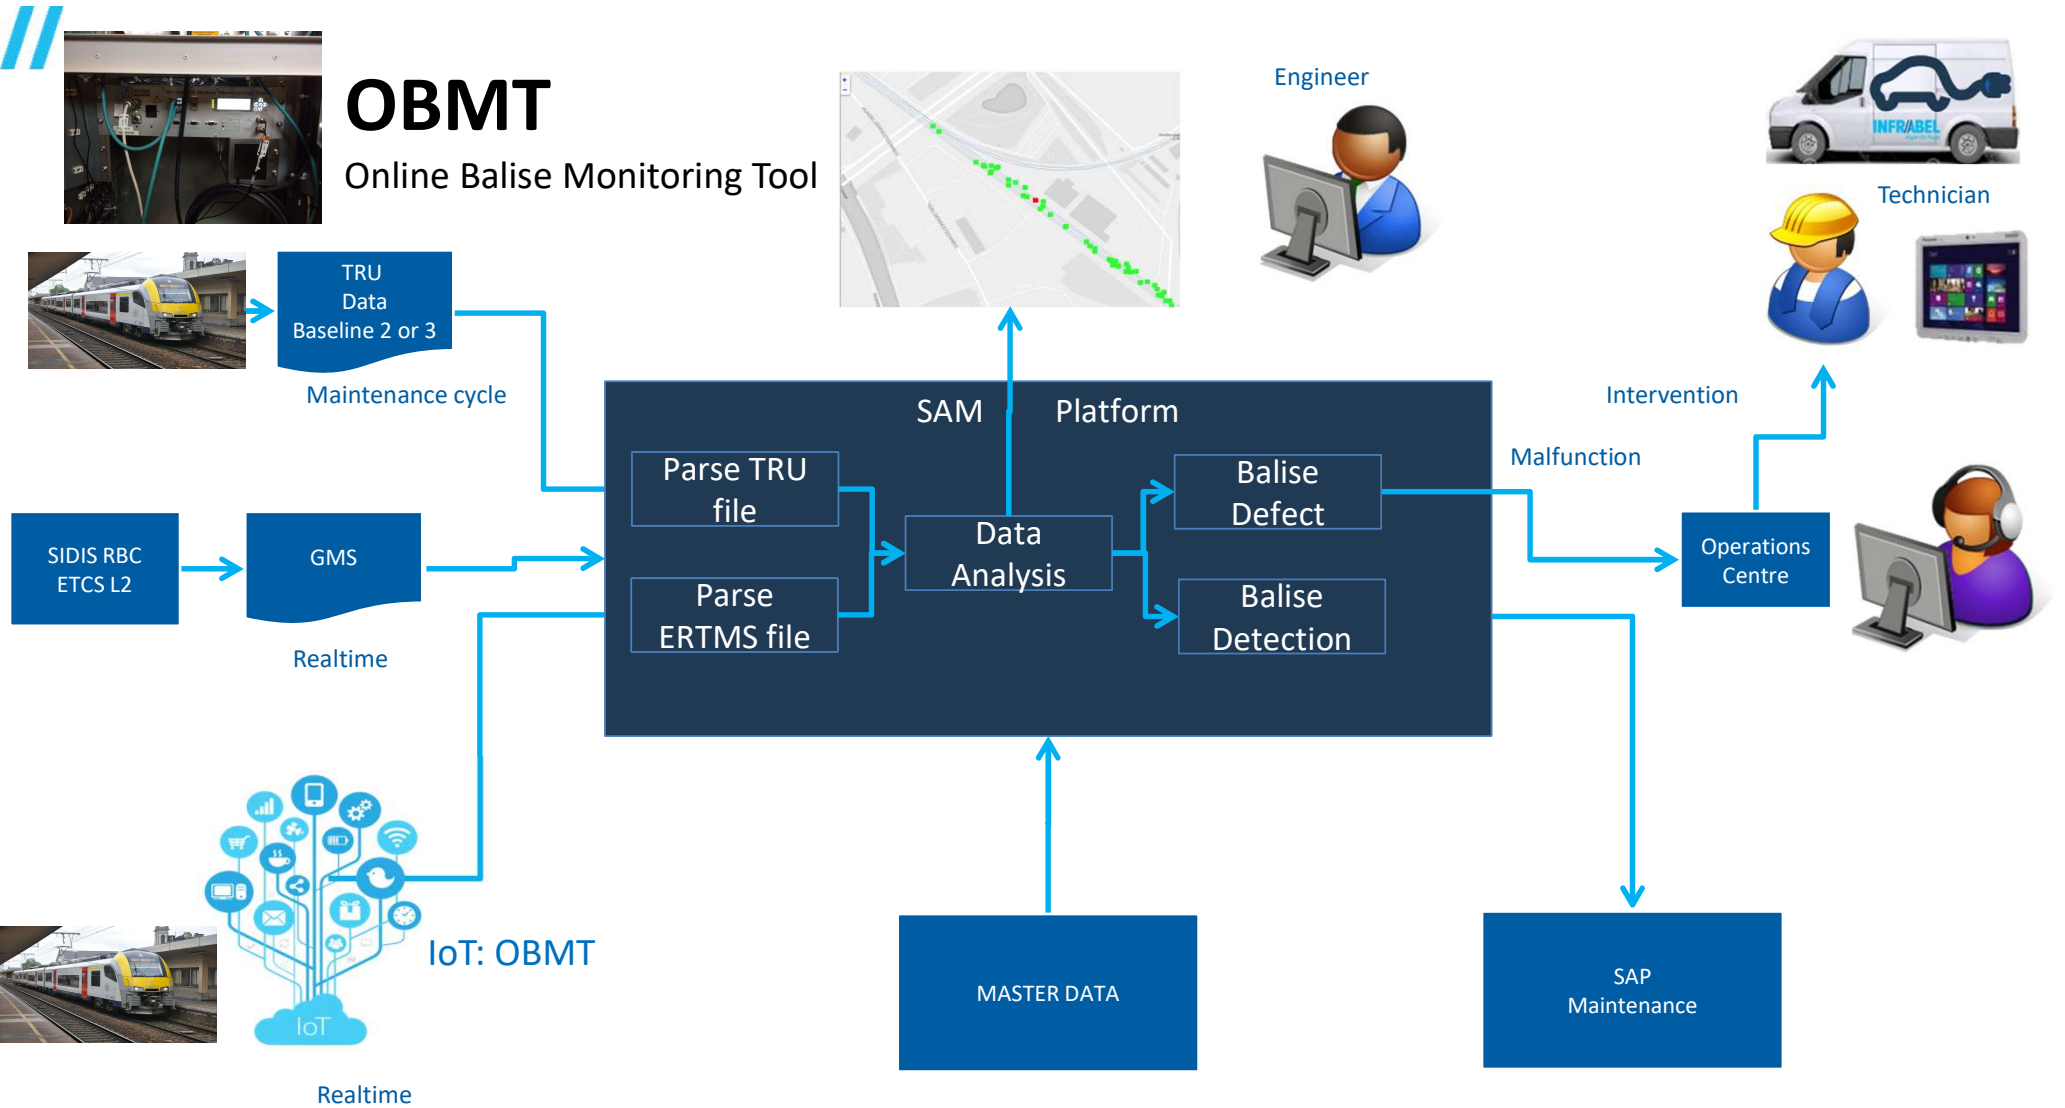 OBMT
Online Balise Monitoring Tool
Engineer
INFRABEL
Technician
TRU
Data
Baseline 2 or 3
Maintenance cycle
SAM Platform
Intervention
Malfunction
Parse TRU
file
Balise
Defect
Data
Analysis
SIDIS RBC
ETCS L2
GMS
Operations
Centre
Parse
ERTMS file
Balise
Detection
Realtime
IoT: OBMT
IoT
MASTER DATA
SAP
Maintenance
Realtime